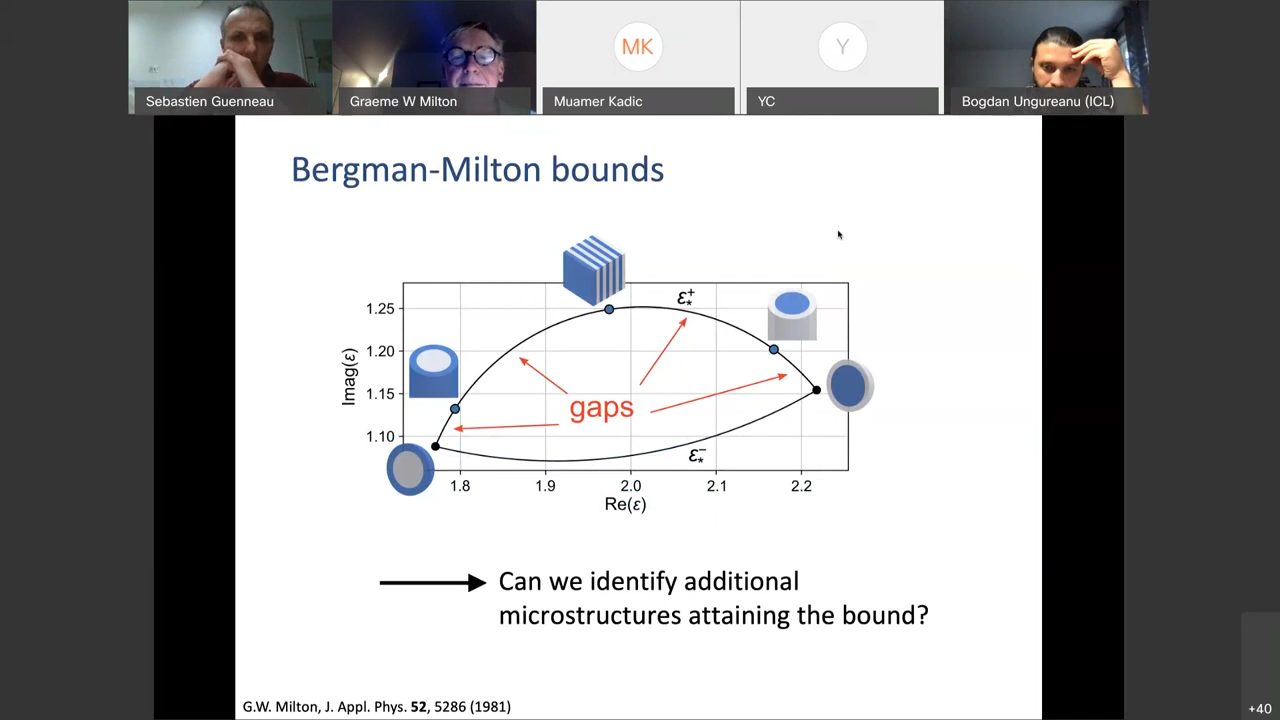 MK
Y
Sebastien Guenneau
Graeme W Milton
Muamer Kadic
YC
Bogdan Ungureanu (ICL)
Bergman-Milton bounds
ε*+
1.25
1.20
1.15
1.10
Imag(ε)
gaps
ε*−
1.8
1.9
2.0
2.1
2.2
Re(ε)
Can we identify additional
microstructures attaining the bound?
G.W. Milton, J. Appl. Phys. 52, 5286 (1981)
+40